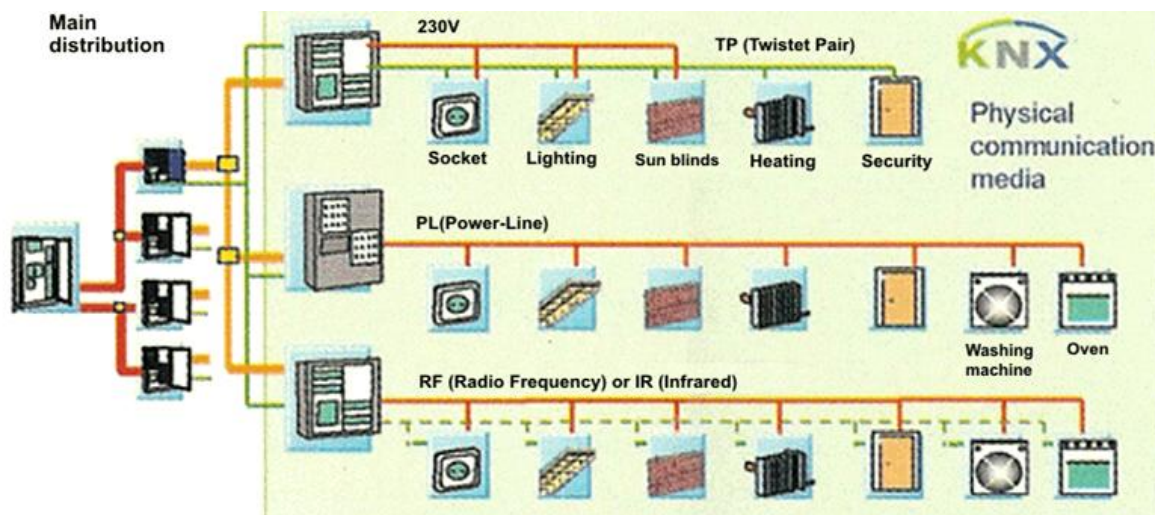 Main
distribution
230V
TP (Twistet Pair)
KNX
Physical
communication
media
Socket
Lighting
Sun blinds
Heating
Security
PL(Power-Line)
Washing
machine
Oven
RF (Radio Frequency) or IR (Infrared)